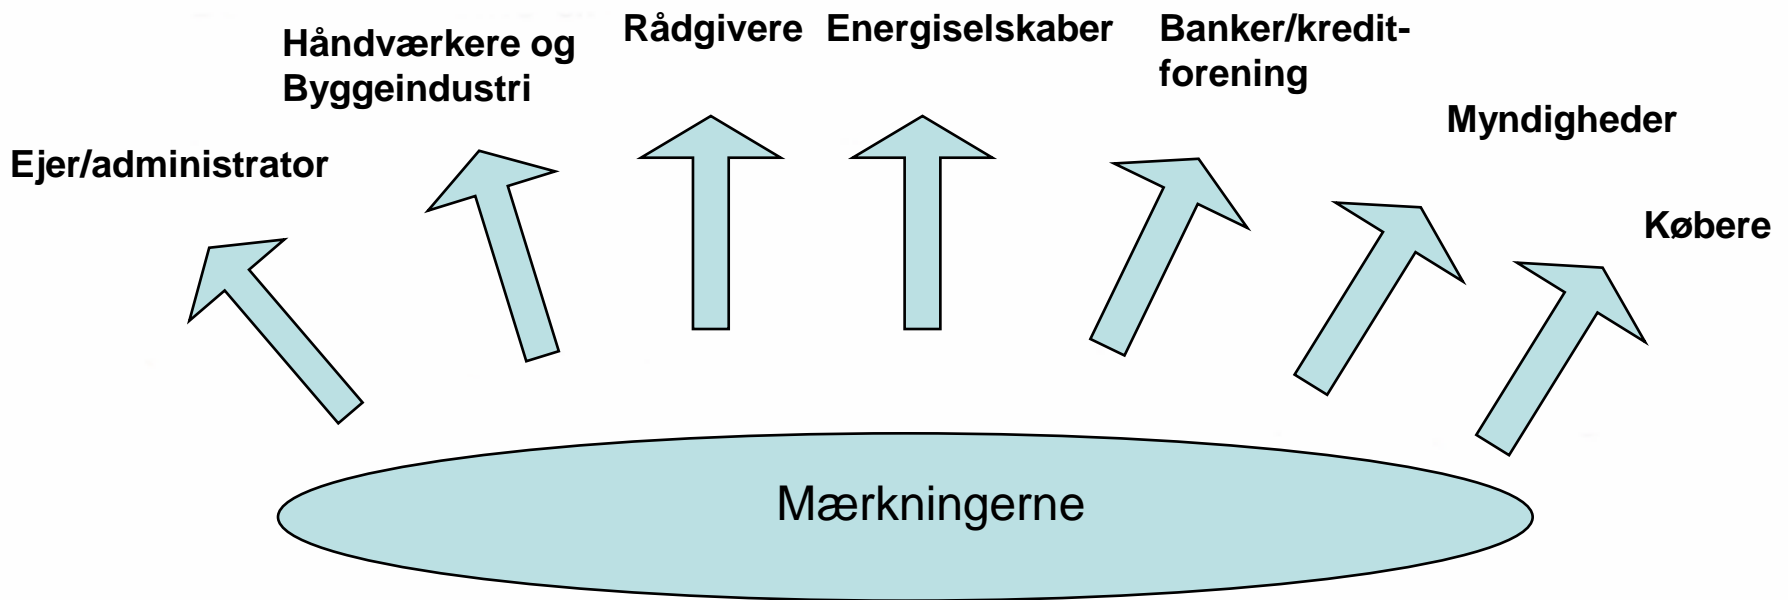 Ejer/administrator
Håndværkere og
Byggeindustri
Rådgivere
Energiselskaber
Banker/kredit-
forening
Myndigheder
Købere
Mærkningerne